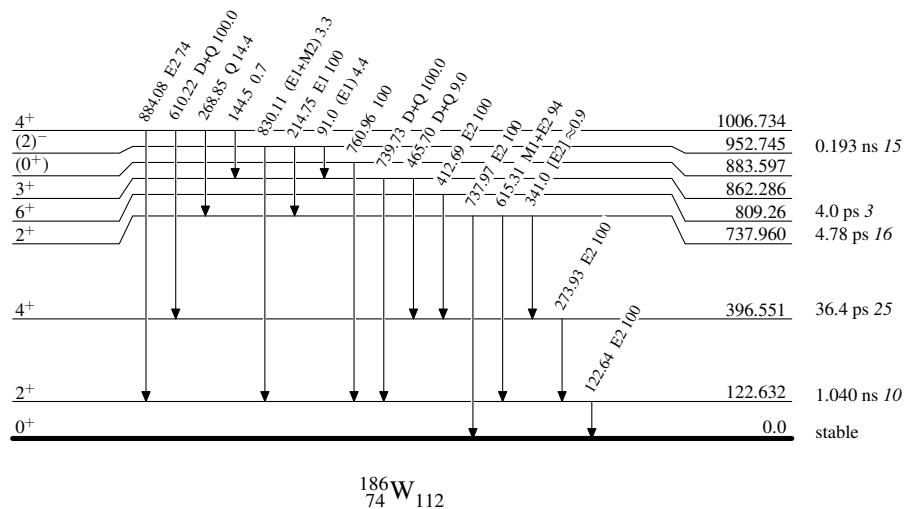 884.08 E2 74
610.22 D+Q 100.0
268.85 Q 14.4
144.5 0.7
830.11 (E1+M2) 3.3
214.75 E1 100
91.0 (E1) 4.4
760.96 100
739.73 D+Q 100.0
465.70 D+Q 9.0
412.69 E2 100
737.97 E2 100
615.31 M1+E2 94
341.0 [E2] ≈0.9
273.93 E2 100
122.64 E2 100
4⁺ 1006.734
(2)⁻ 952.745 0.193 ns 15
(0⁺) 883.597
3⁺ 862.286
6⁺ 809.26 4.0 ps 3
2⁺ 737.960 4.78 ps 16
4⁺ 396.551 36.4 ps 25
2⁺ 122.632 1.040 ns 10
0⁺ 0.0 stable
¹⁸⁶₇₄W₁₁₂